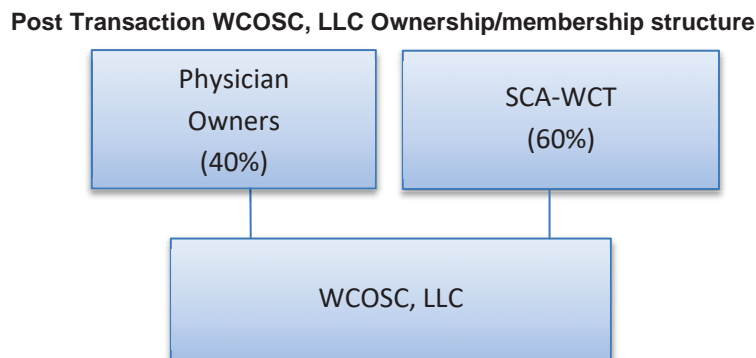 Post Transaction WCOSC, LLC Ownership/membership structure
Physician
Owners
(40%)
SCA-WCT
(60%)
WCOSC, LLC